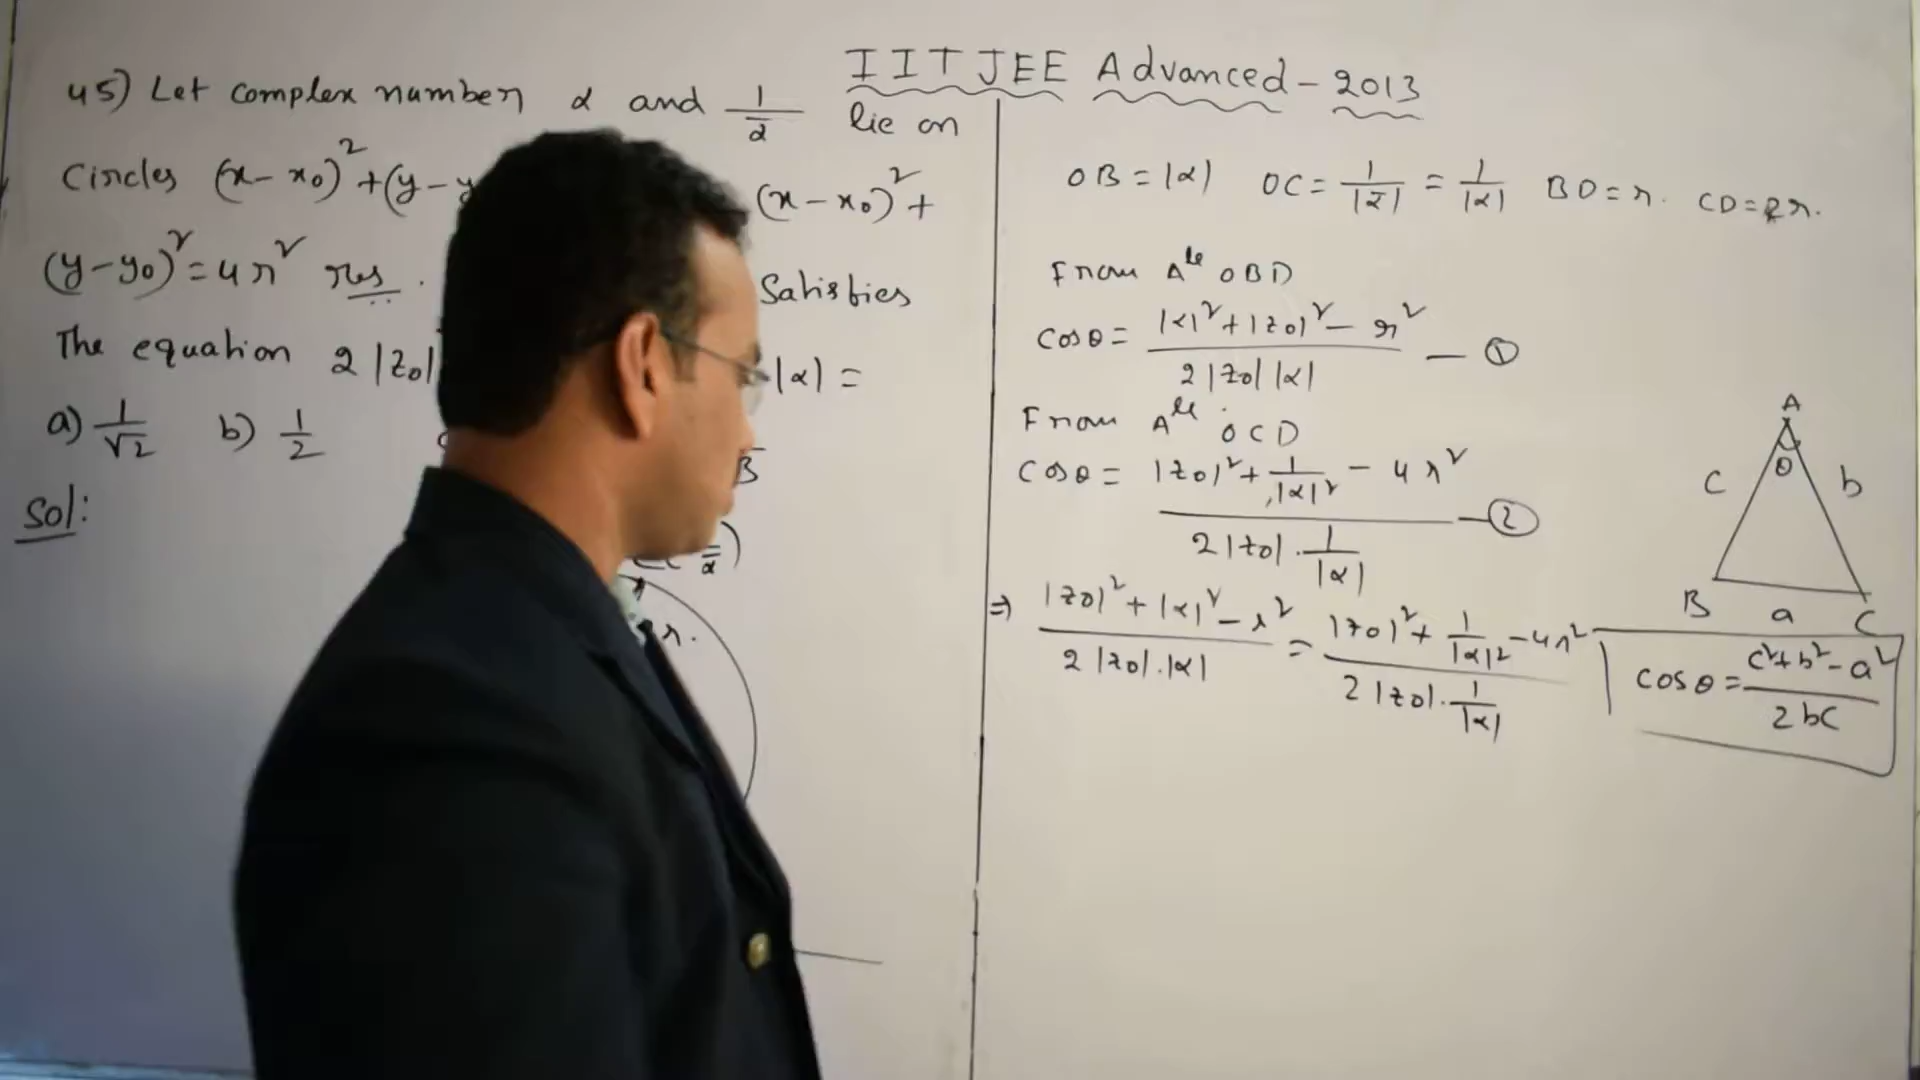 IIT JEE Advanced - 2013
45) Let complex number α and 1/ᾱ lie on
Circles (x-x₀)²+(y-y (x-x₀)²+
(y-y₀)²=4r² res. Satisfies
The equation 2|z₀| |α| =
a) 1/√2 b) 1/2
Sol:
B
r.
OB=|α| OC= 1/|ᾱ| = 1/|α| BD=r. CD=2r.
From Δle OBD
Cosθ= (|α|²+|z₀|²-r²)/(2|z₀||α|) — ①
From Δle OCD
Cosθ= (|z₀|²+1/|α|²-4r²)/(2|z₀|.1/|α|) — ②
⇒ (|z₀|²+|α|²-r²)/(2|z₀|.|α|) = (|z₀|²+1/|α|²-4r²)/(2|z₀|.1/|α|)
A
θ
C b
B a C
cosθ= (c²+b²-a²)/(2bc)